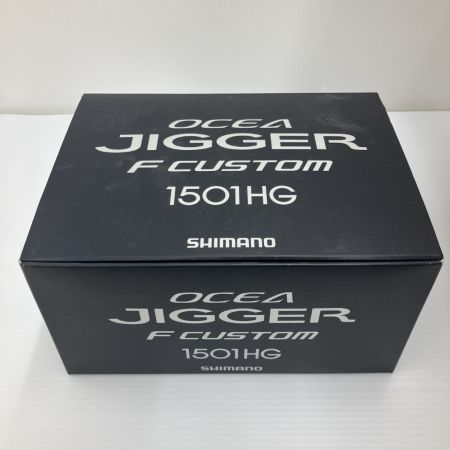 OCEA
JIGGER
F CUSTOM
1501HG
SHIMANO
OCEA
JIGGER
F CUSTOM
1501HG
SHIMANO